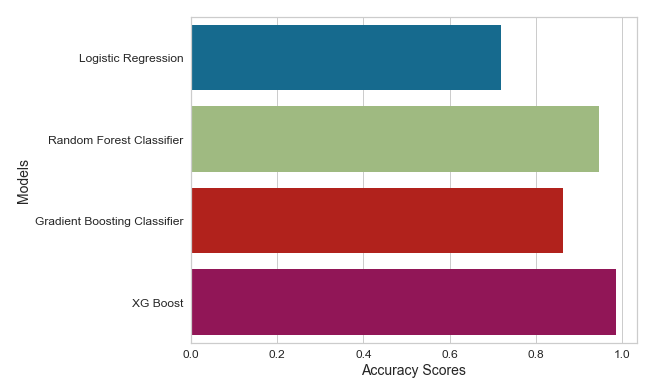 Models
Logistic Regression
Random Forest Classifier
Gradient Boosting Classifier
XG Boost
0.0 0.2 0.4 0.6 0.8 1.0
Accuracy Scores